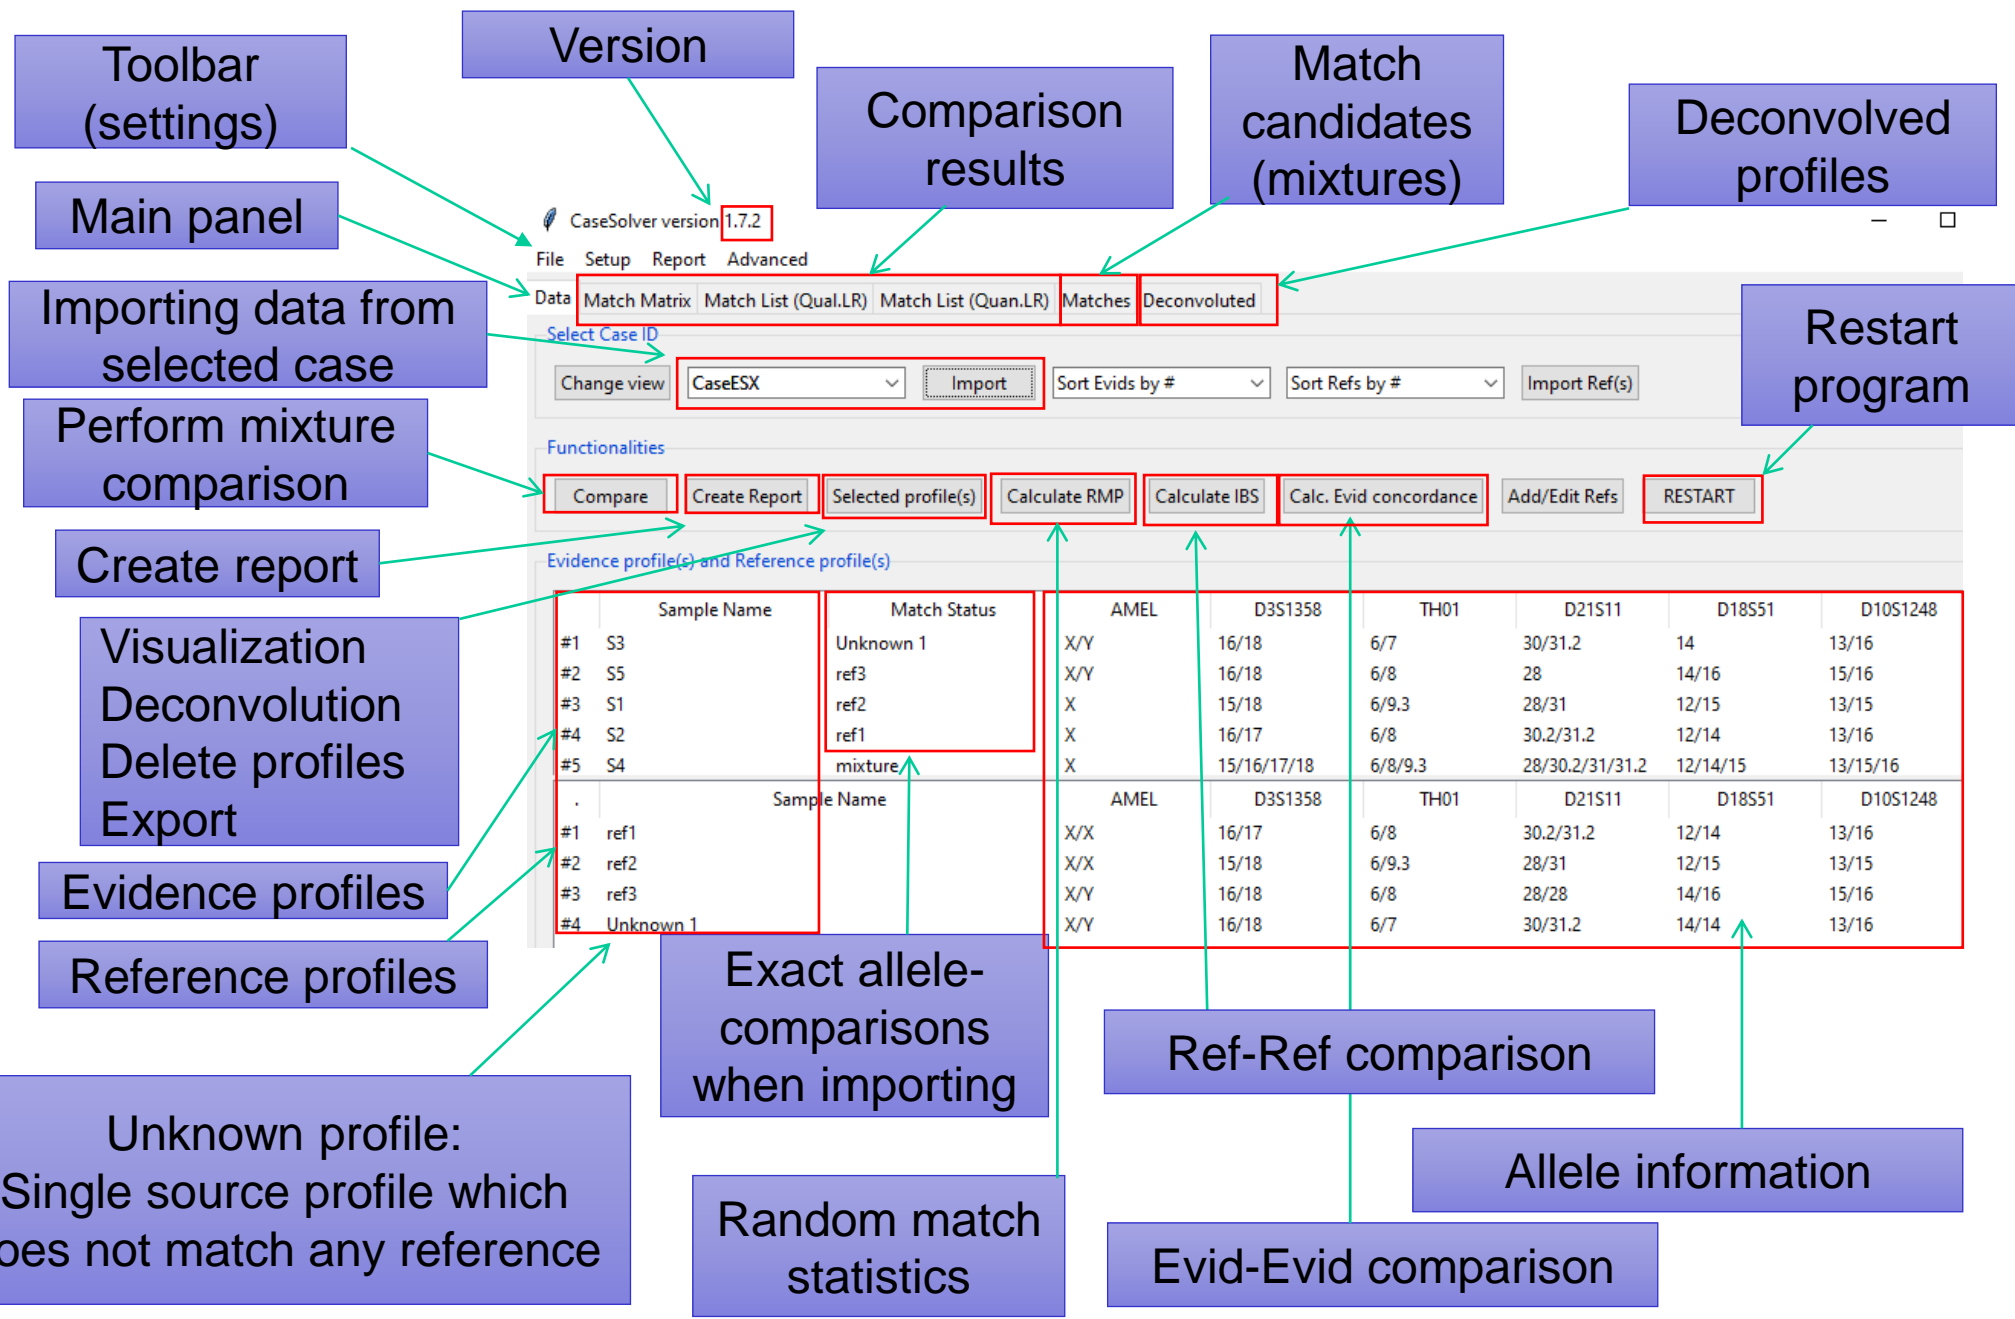 Toolbar
(settings)
Version
Comparison
results
Match
candidates
(mixtures)
Deconvolved
profiles
Main panel
CaseSolver version 1.7.2
File Setup Report Advanced
Data Match Matrix Match List (Qual.LR) Match List (Quan.LR) Matches Deconvoluted
Importing data from
selected case
Select Case ID
Change view CaseESX Import Sort Evids by # Sort Refs by # Import Ref(s)
Restart
program
Perform mixture
comparison
Functionalities
Compare Create Report Selected profile(s) Calculate RMP Calculate IBS Calc. Evid concordance Add/Edit Refs RESTART
Create report
Evidence profile(s) and Reference profile(s)
Sample Name Match Status AMEL D3S1358 TH01 D21S11 D18S51 D10S1248
#1 S3 Unknown 1 X/Y 16/18 6/7 30/31.2 14 13/16
#2 S5 ref3 X/Y 16/18 6/8 28 14/16 15/16
#3 S1 ref2 X 15/18 6/9.3 28/31 12/15 13/15
#4 S2 ref1 X 16/17 6/8 30.2/31.2 12/14 13/16
#5 S4 mixture X 15/16/17/18 6/8/9.3 28/30.2/31/31.2 12/14/15 13/15/16
. Sample Name AMEL D3S1358 TH01 D21S11 D18S51 D10S1248
#1 ref1 X/X 16/17 6/8 30.2/31.2 12/14 13/16
#2 ref2 X/X 15/18 6/9.3 28/31 12/15 13/15
#3 ref3 X/Y 16/18 6/8 28/28 14/16 15/16
#4 Unknown 1 X/Y 16/18 6/7 30/31.2 14/14 13/16
Visualization
Deconvolution
Delete profiles
Export
Evidence profiles
Reference profiles
Exact allele-
comparisons
when importing
Ref-Ref comparison
Unknown profile:
Single source profile which
oes not match any reference
Allele information
Random match
statistics
Evid-Evid comparison